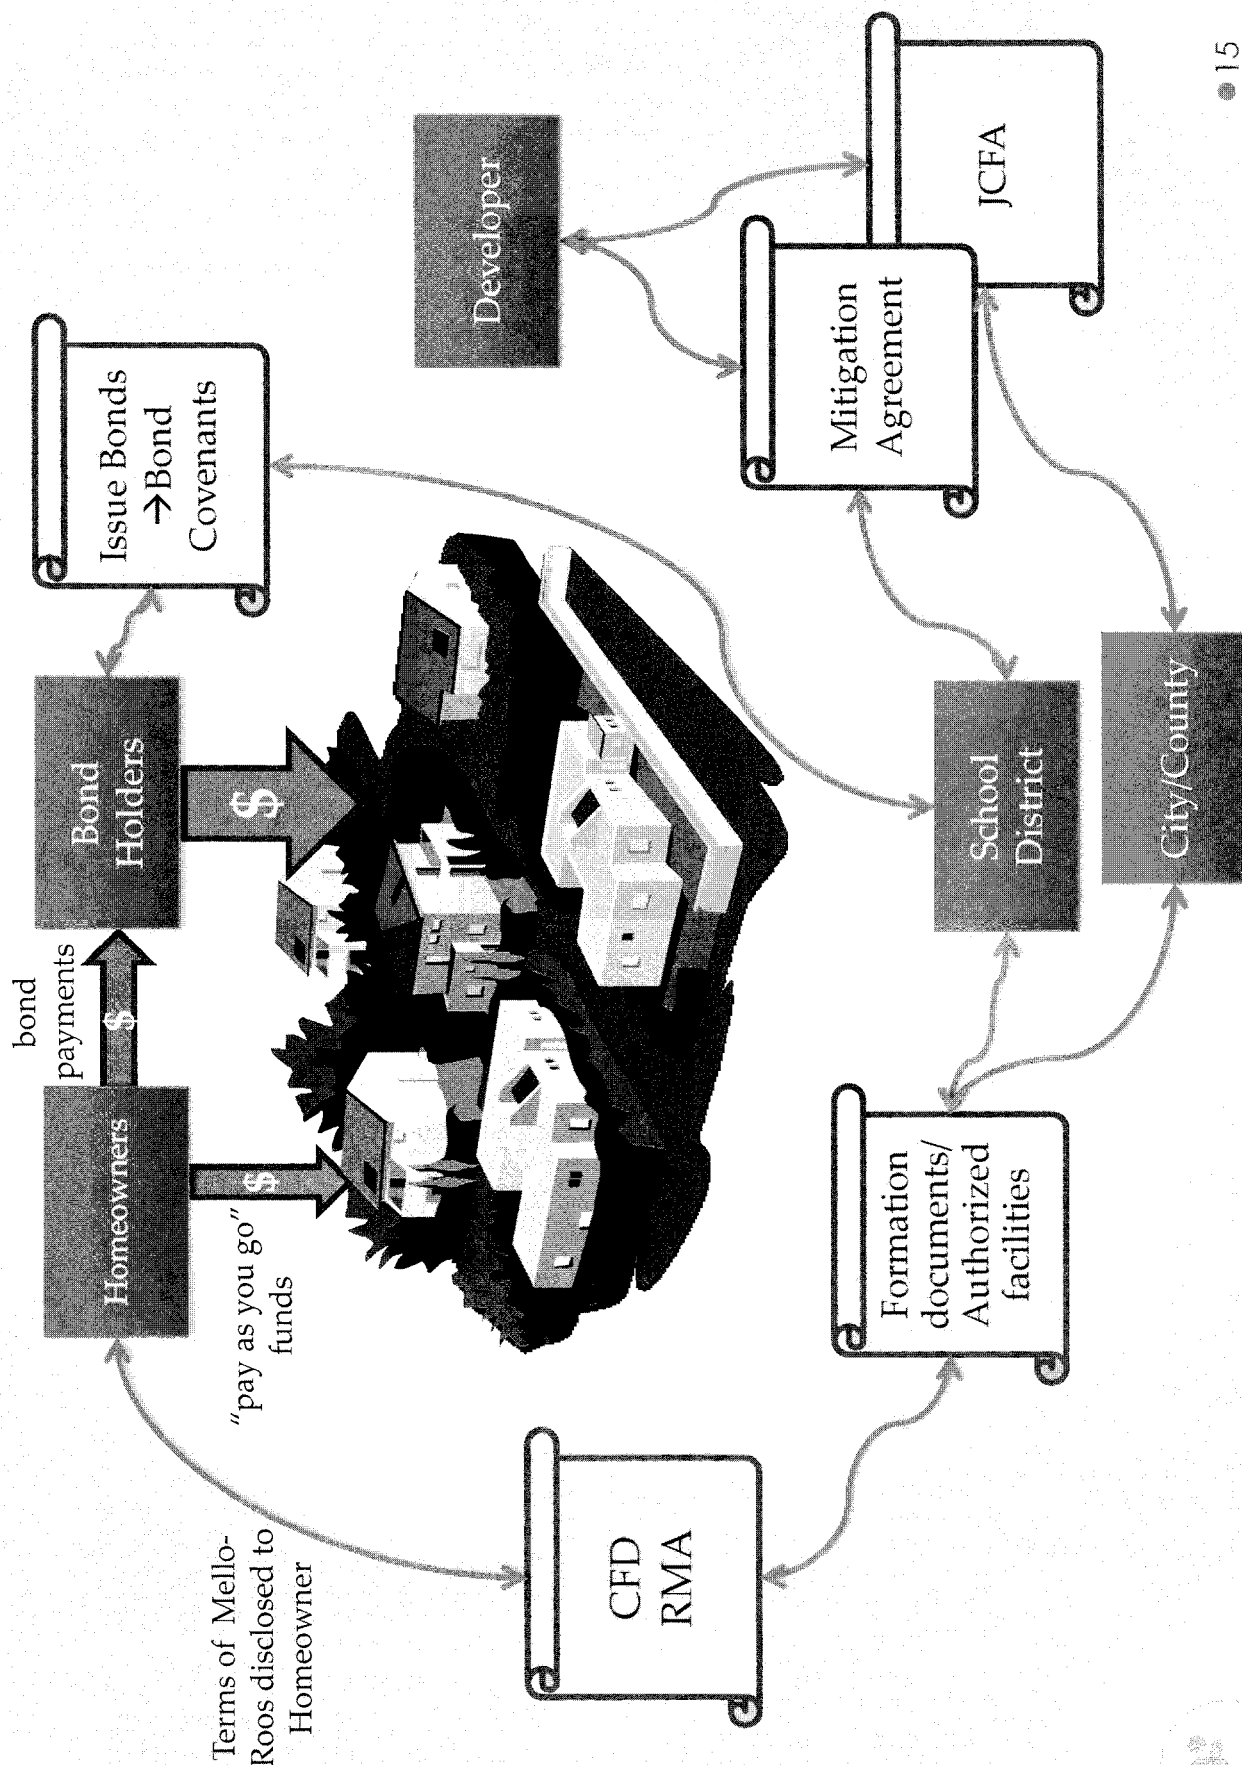 Terms of Mello-
Roos disclosed to
Homeowner
Homeowners
bond
payments
$
Bond
Holders
Issue Bonds
→Bond
Covenants
"pay as you go"
funds
$
$
Developer
CFD
RMA
Formation
documents/
Authorized
facilities
School
District
City/County
Mitigation
Agreement
JCFA
15